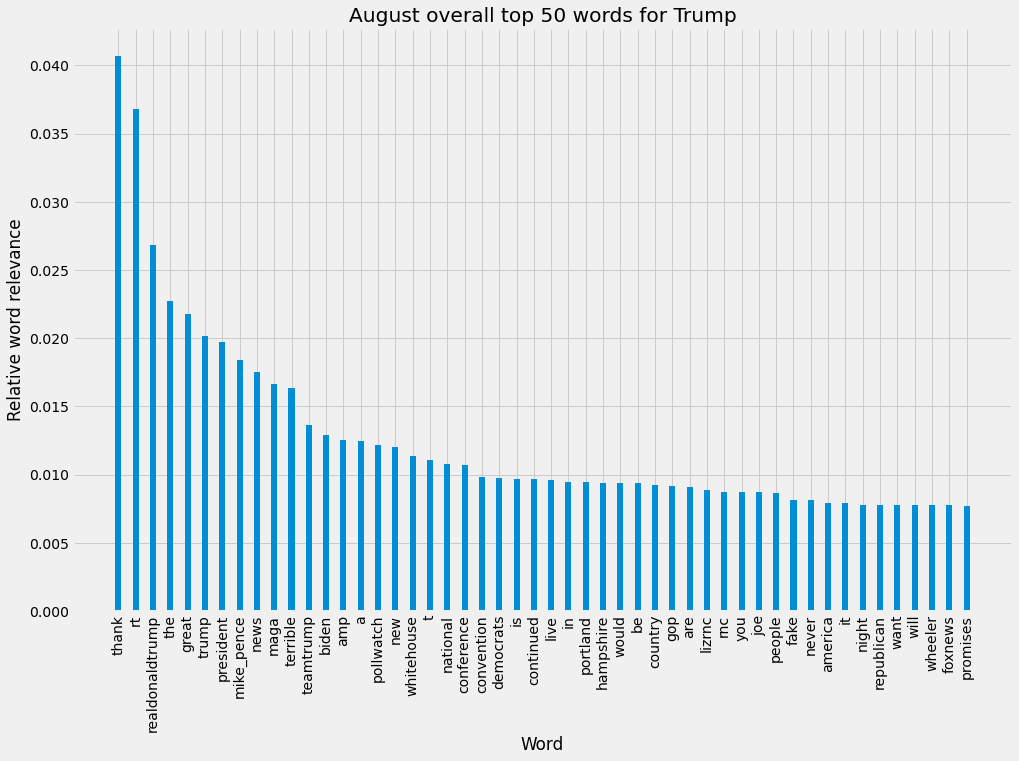 August overall top 50 words for Trump
0.040
0.035
0.030
0.025
0.020
0.015
0.010
0.005
0.000
Relative word relevance
thank
rt
realdonaldtrump
the
great
trump
president
mike_pence
news
maga
terrible
teamtrump
biden
amp
a
pollwatch
new
whitehouse
t
national
conference
convention
democrats
is
continued
live
in
portland
hampshire
would
be
country
gop
are
lizrnc
rnc
you
joe
people
fake
never
america
it
night
republican
want
will
wheeler
foxnews
promises
Word